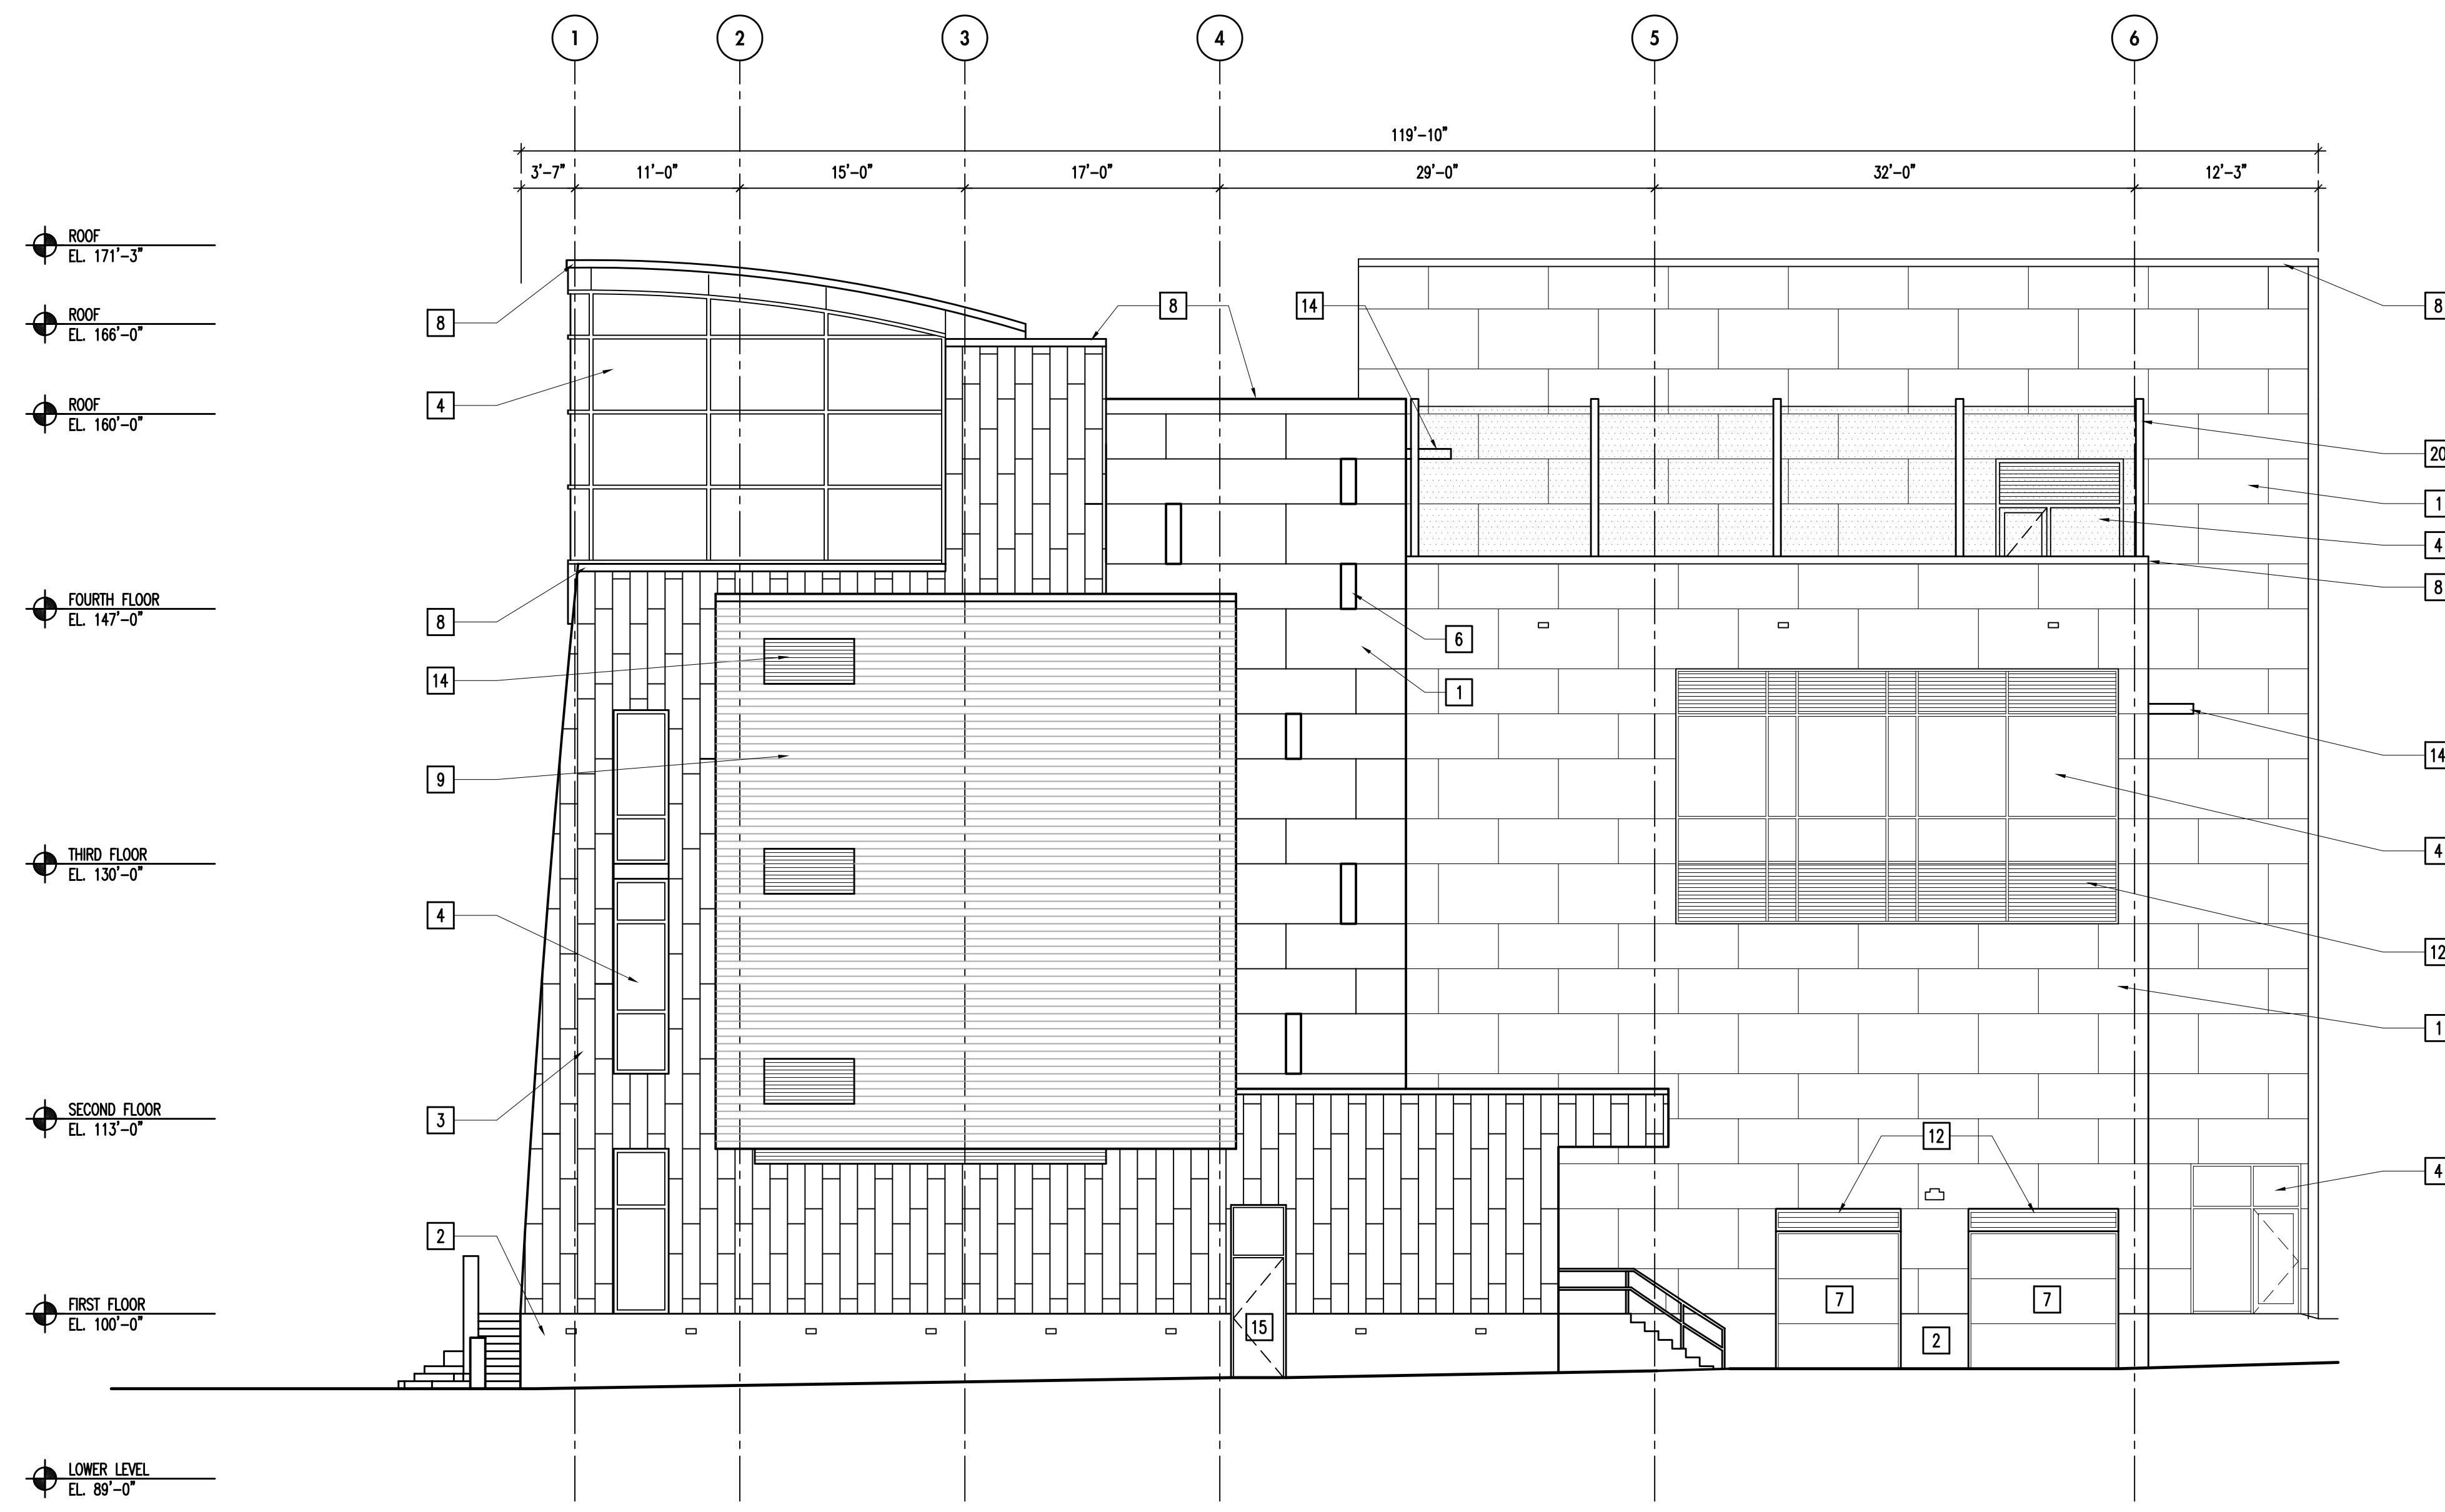 1 2 3 4 5 6
119'-10"
3'-7" 11'-0" 15'-0" 17'-0" 29'-0" 32'-0" 12'-3"
ROOF
EL. 171'-3"
8 8 14 8
ROOF
EL. 166'-0"
4
ROOF
EL. 160'-0"
20
1
4
8
FOURTH FLOOR
EL. 147'-0"
8 6
14 1
14
9
THIRD FLOOR
EL. 130'-0"
4
4
12
1
SECOND FLOOR
EL. 113'-0"
3 12
4
2
FIRST FLOOR
EL. 100'-0"
7 7
15 2
LOWER LEVEL
EL. 89'-0"